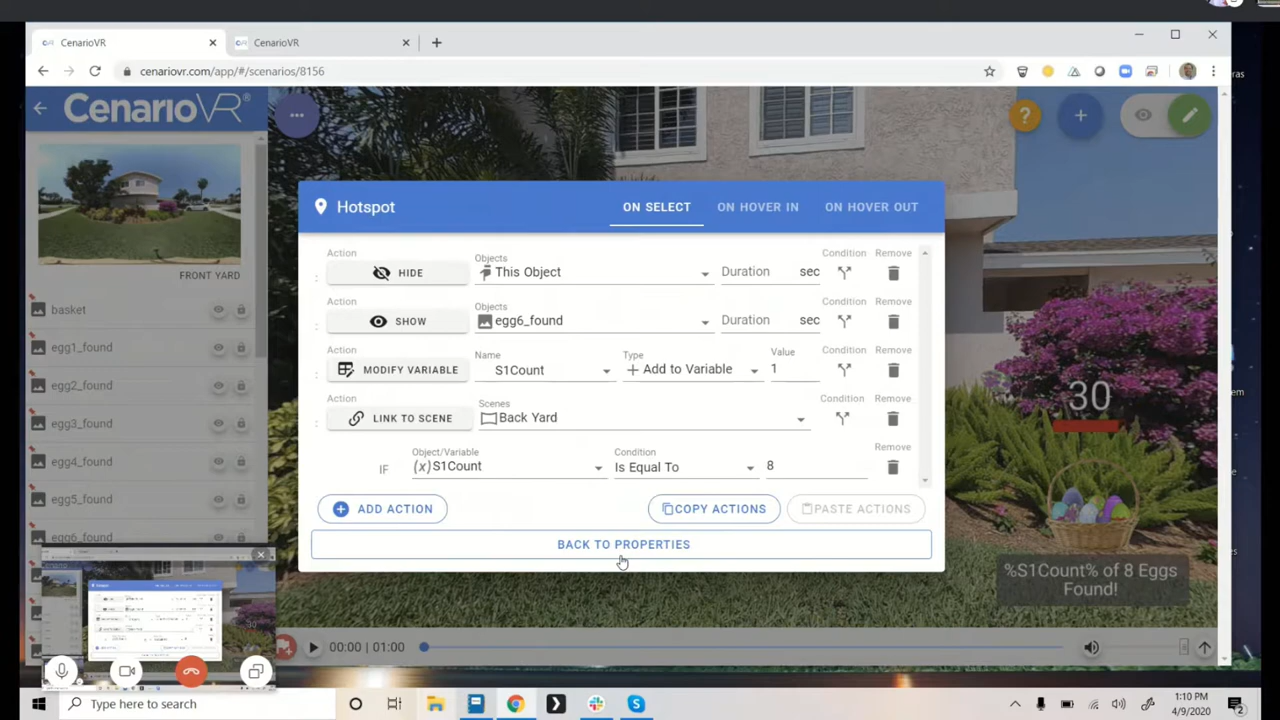 CenarioVR
CenarioVR
cenariovr.com/app/#/scenarios/8156
CenarioVR®
FRONT YARD
basket
egg1_found
egg2_found
egg3_found
egg4_found
egg5_found
egg6_found
Hotspot
ON SELECT
ON HOVER IN
ON HOVER OUT
Action Objects Condition Remove
HIDE This Object Duration sec
Action Objects Condition Remove
SHOW egg6_found Duration sec
Action Name Type Value Condition Remove
MODIFY VARIABLE S1Count Add to Variable 1
Action Scenes Condition Remove
LINK TO SCENE Back Yard
Object/Variable Condition Remove
IF (x) S1Count Is Equal To 8
ADD ACTION
COPY ACTIONS
PASTE ACTIONS
BACK TO PROPERTIES
30
%S1Count% of 8 Eggs
Found!
00:00 | 01:00
Type here to search
1:10 PM
4/9/2020
2